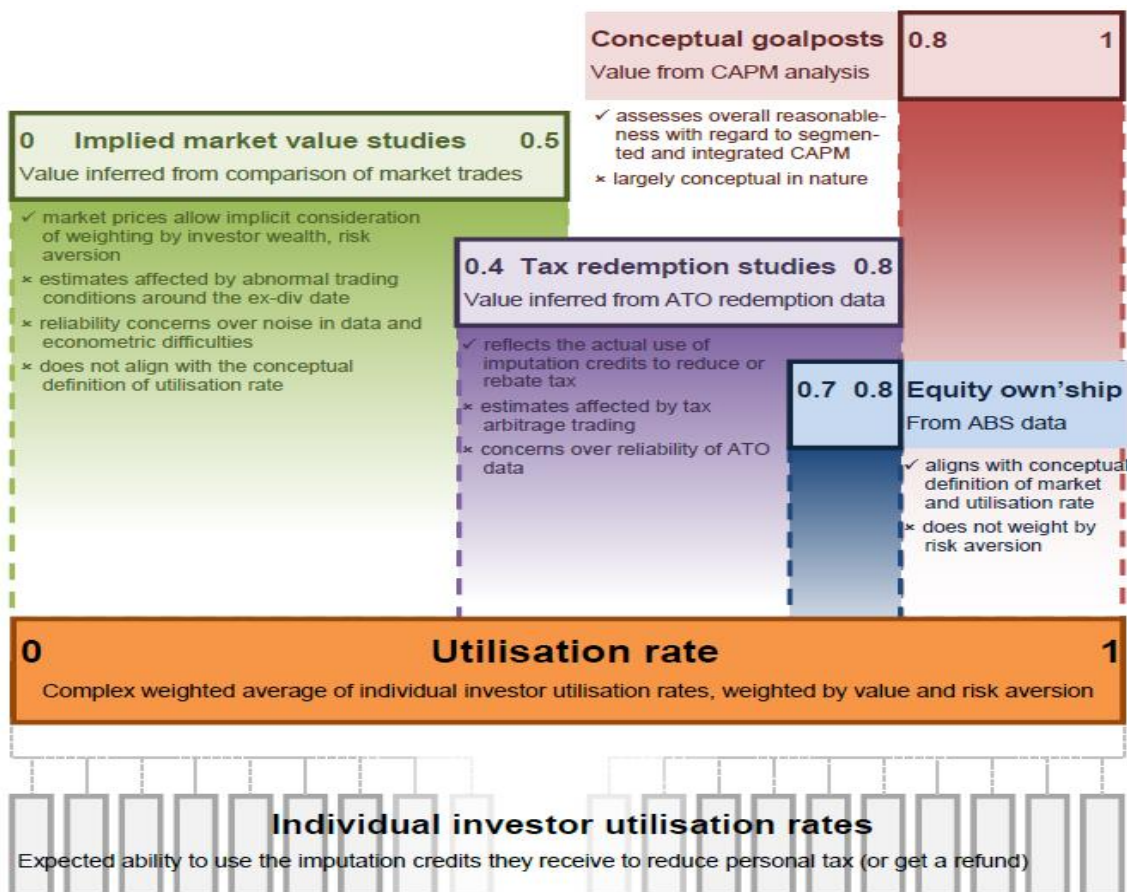 Conceptual goalposts
0.8 1
Value from CAPM analysis
✓ assesses overall reasonable-
ness with regard to segmen-
ted and integrated CAPM
× largely conceptual in nature
0 Implied market value studies 0.5
Value inferred from comparison of market trades
✓ market prices allow implicit consideration
of weighting by investor wealth, risk
aversion
× estimates affected by abnormal trading
conditions around the ex-div date
× reliability concerns over noise in data and
econometric difficulties
× does not align with the conceptual
definition of utilisation rate
0.4 Tax redemption studies 0.8
Value inferred from ATO redemption data
✓ reflects the actual use of
imputation credits to reduce or
rebate tax
× estimates affected by tax
arbitrage trading
× concerns over reliability of ATO
data
0.7 0.8 Equity own'ship
From ABS data
✓ aligns with conceptual
definition of market
and utilisation rate
× does not weight by
risk aversion
0 Utilisation rate 1
Complex weighted average of individual investor utilisation rates, weighted by value and risk aversion
Individual investor utilisation rates
Expected ability to use the imputation credits they receive to reduce personal tax (or get a refund)